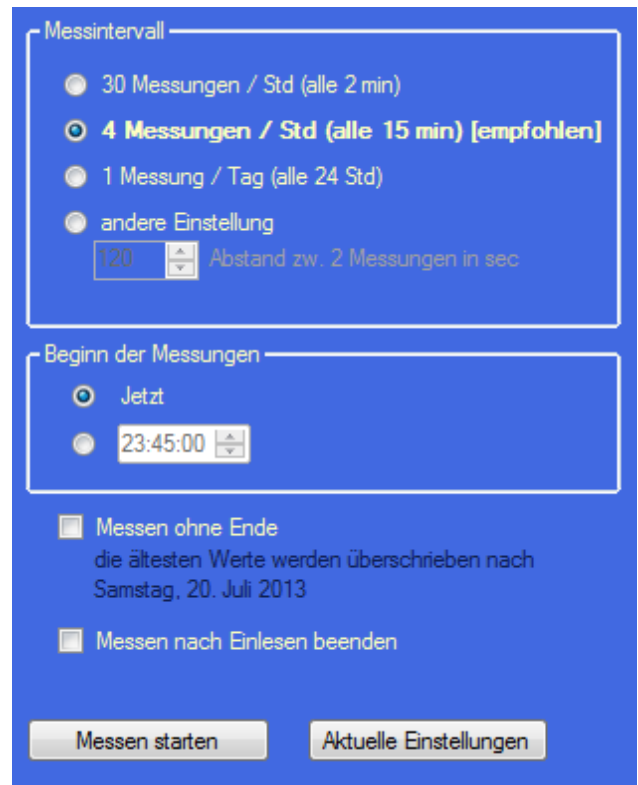 Messintervall
30 Messungen / Std (alle 2 min)
4 Messungen / Std (alle 15 min) [empfohlen]
1 Messung / Tag (alle 24 Std)
andere Einstellung
120 Abstand zw. 2 Messungen in sec
Beginn der Messungen
Jetzt
23:45:00
Messen ohne Ende
die ältesten Werte werden überschrieben nach
Samstag, 20. Juli 2013
Messen nach Einlesen beenden
Messen starten Aktuelle Einstellungen